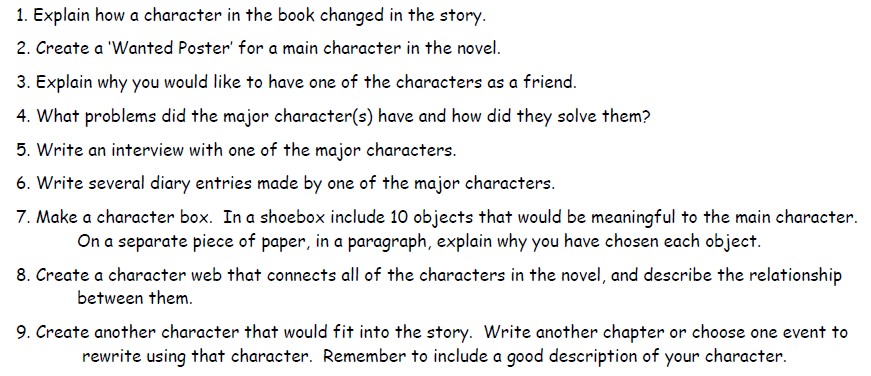 1. Explain how a character in the book changed in the story.
2. Create a 'Wanted Poster' for a main character in the novel.
3. Explain why you would like to have one of the characters as a friend.
4. What problems did the major character(s) have and how did they solve them?
5. Write an interview with one of the major characters.
6. Write several diary entries made by one of the major characters.
7. Make a character box.  In a shoebox include 10 objects that would be meaningful to the main character.
On a separate piece of paper, in a paragraph, explain why you have chosen each object.
8. Create a character web that connects all of the characters in the novel, and describe the relationship
between them.
9. Create another character that would fit into the story.  Write another chapter or choose one event to
rewrite using that character.  Remember to include a good description of your character.